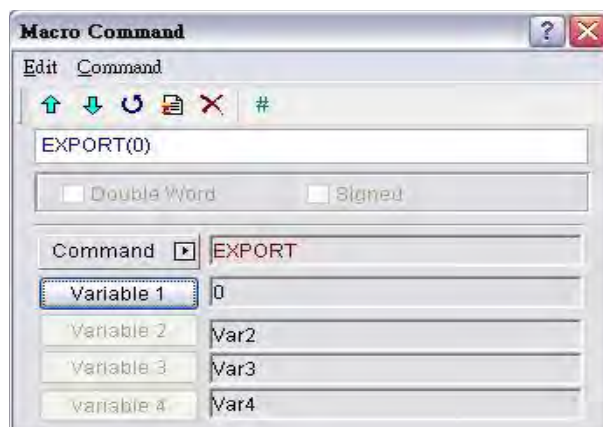 Macro Command
Edit Command
#
EXPORT(0)
Double Word Signed
Command EXPORT
Variable 1 0
Variable 2 Var2
Variable 3 Var3
Variable 4 Var4